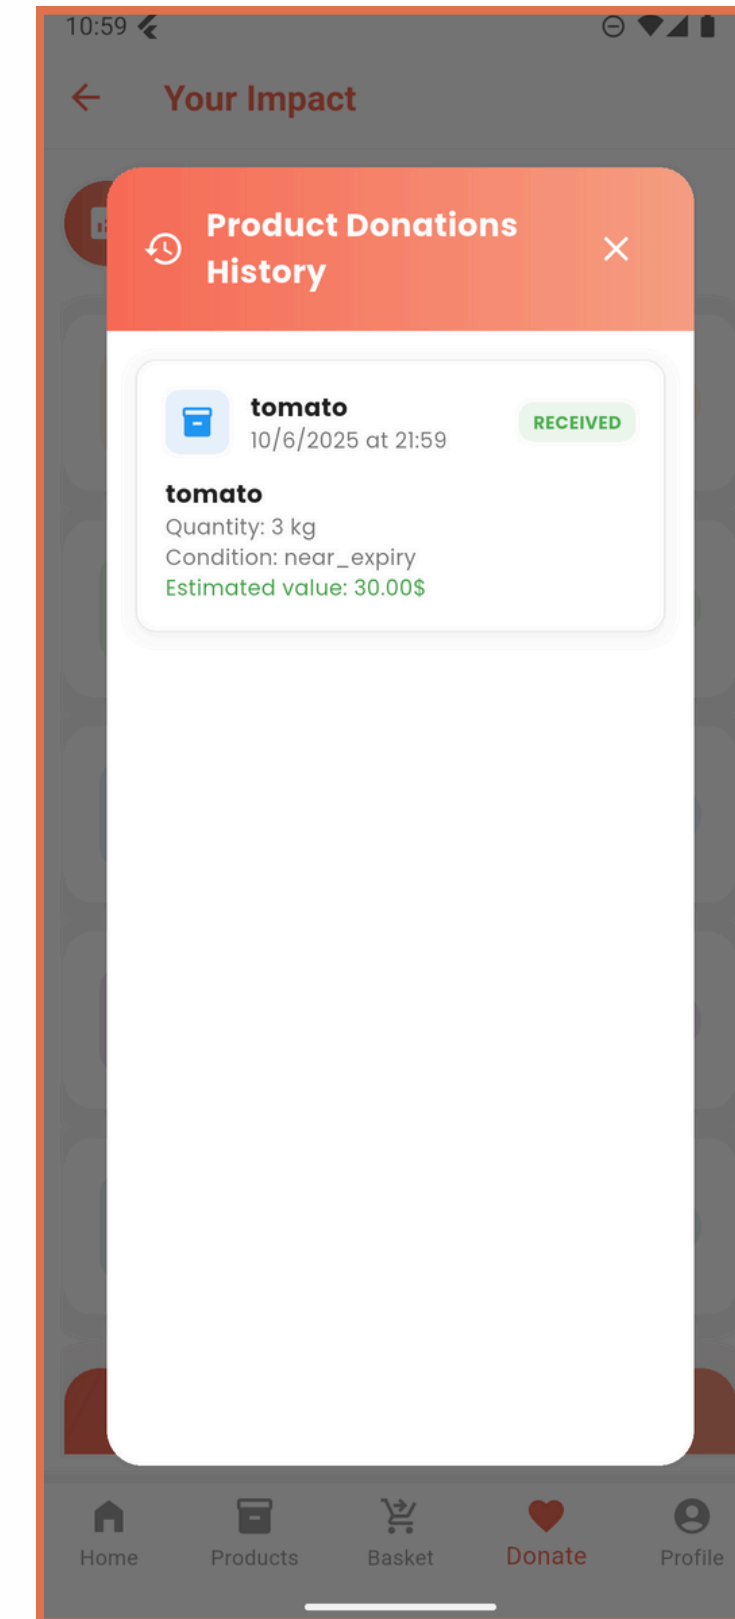 10:59
Your Impact
Product Donations
History
tomato
10/6/2025 at 21:59
RECEIVED
tomato
Quantity: 3 kg
Condition: near_expiry
Estimated value: 30.00$
Home
Products
Basket
Donate
Profile